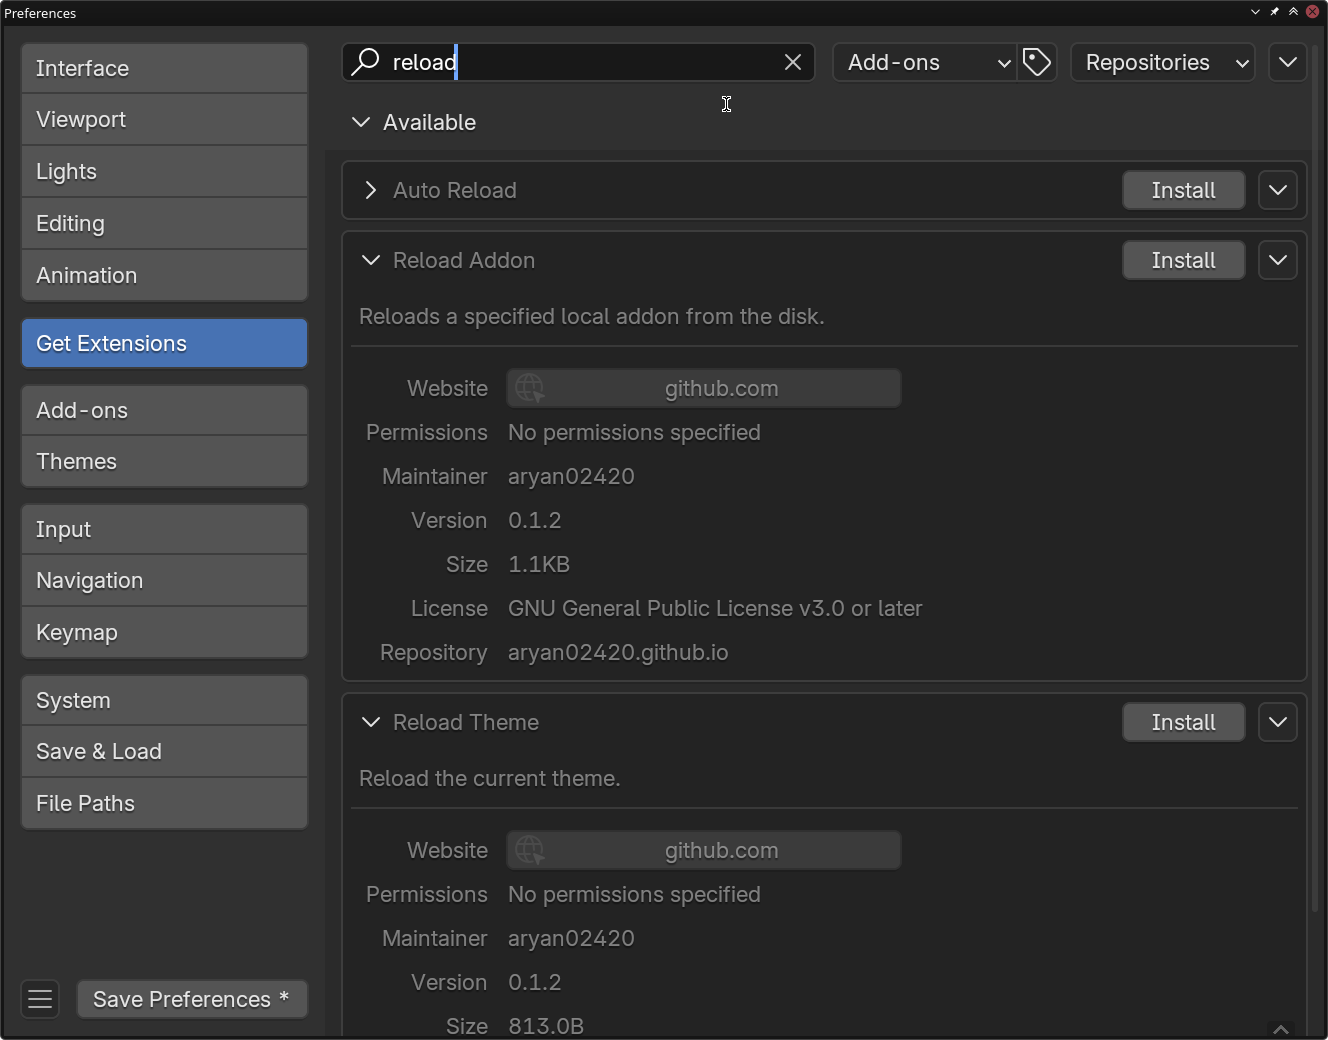 Preferences
Interface
Viewport
Lights
Editing
Animation
Get Extensions
Add-ons
Themes
Input
Navigation
Keymap
System
Save & Load
File Paths
Save Preferences *
reload
Add-ons
Repositories
Available
Auto Reload
Install
Reload Addon
Install
Reloads a specified local addon from the disk.
Website github.com
Permissions No permissions specified
Maintainer aryan02420
Version 0.1.2
Size 1.1KB
License GNU General Public License v3.0 or later
Repository aryan02420.github.io
Reload Theme
Install
Reload the current theme.
Website github.com
Permissions No permissions specified
Maintainer aryan02420
Version 0.1.2
Size 813.0B